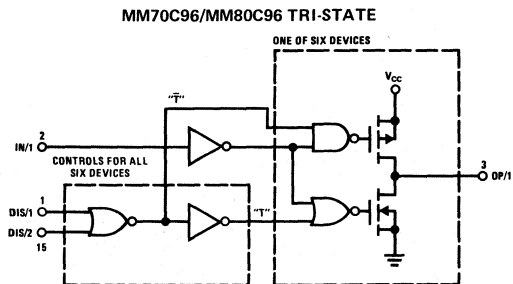 MM70C96/MM80C96 TRI-STATE
ONE OF SIX DEVICES
VCC
"T̅"
2
IN/1
CONTROLS FOR ALL
SIX DEVICES
3
OP/1
1
DIS/1
"T"
DIS/2
15